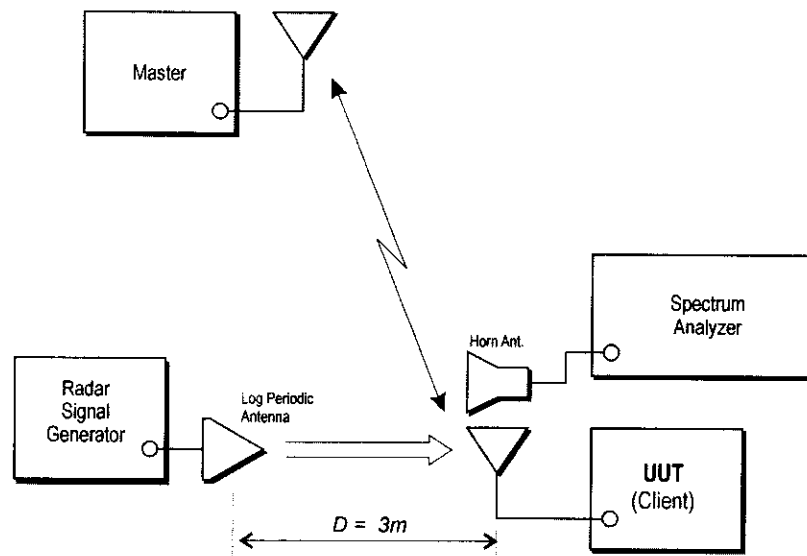 Master
Spectrum
Analyzer
Horn Ant.
Radar
Signal
Generator
Log Periodic
Antenna
UUT
(Client)
D = 3m